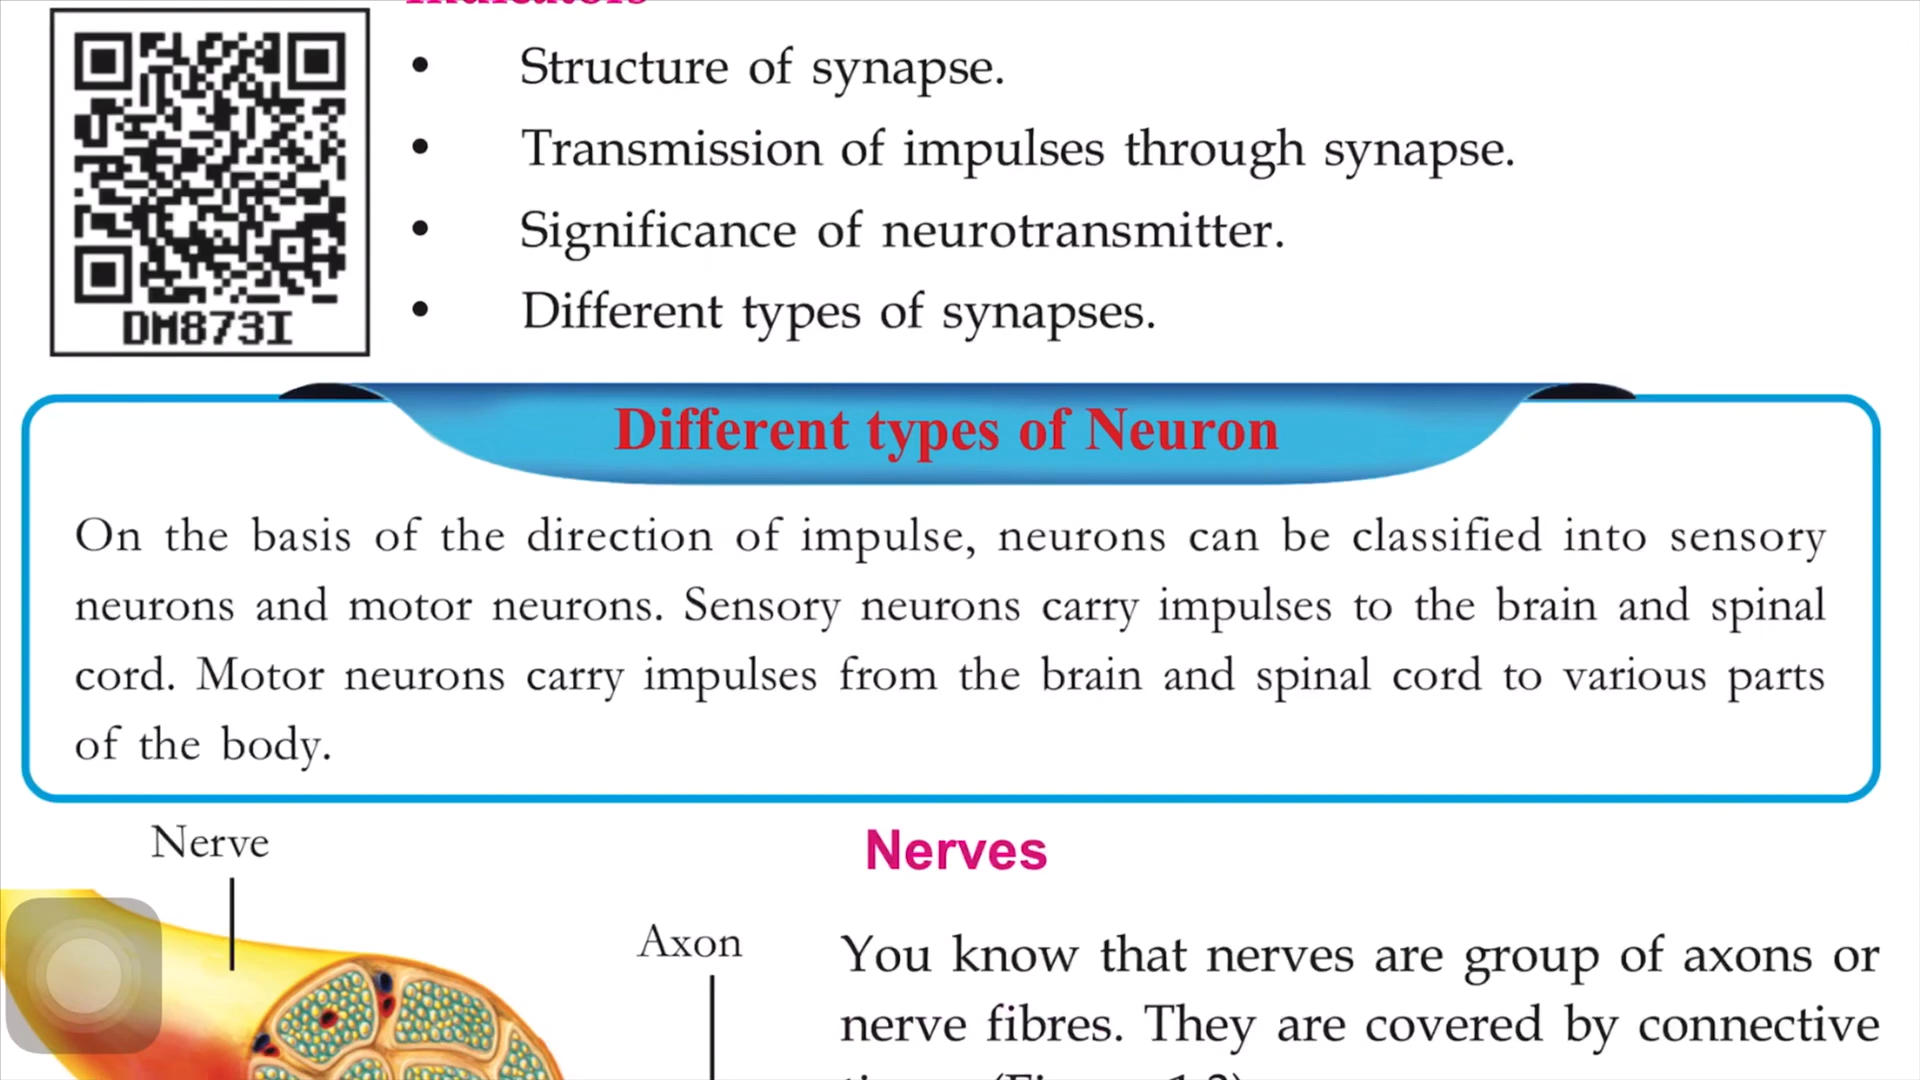 Indicators
• Structure of synapse.
• Transmission of impulses through synapse.
• Significance of neurotransmitter.
• Different types of synapses.
DM873I
Different types of Neuron
On the basis of the direction of impulse, neurons can be classified into sensory
neurons and motor neurons. Sensory neurons carry impulses to the brain and spinal
cord. Motor neurons carry impulses from the brain and spinal cord to various parts
of the body.
Nerve
Axon
Nerves
You know that nerves are group of axons or
nerve fibres. They are covered by connective